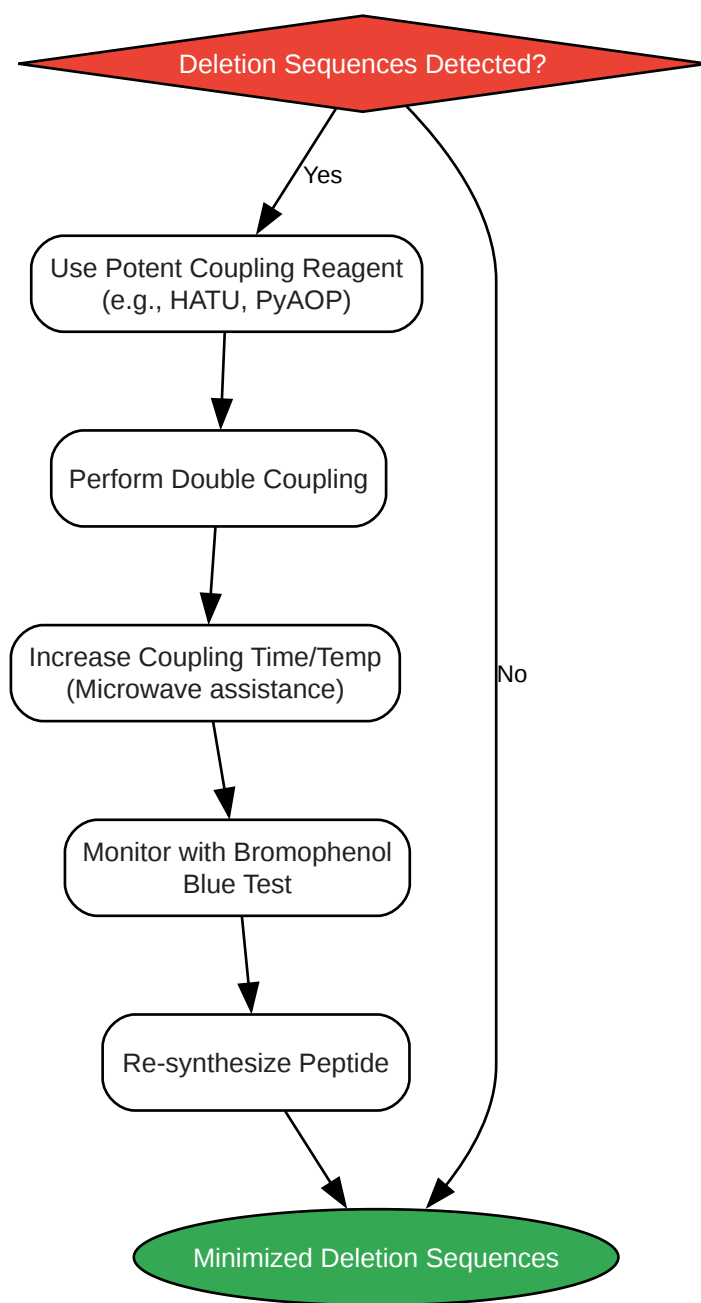 Deletion Sequences Detected?
Yes
Use Potent Coupling Reagent
(e.g., HATU, PyAOP)
Perform Double Coupling
Increase Coupling Time/Temp
(Microwave assistance)
No
Monitor with Bromophenol
Blue Test
Re-synthesize Peptide
Minimized Deletion Sequences